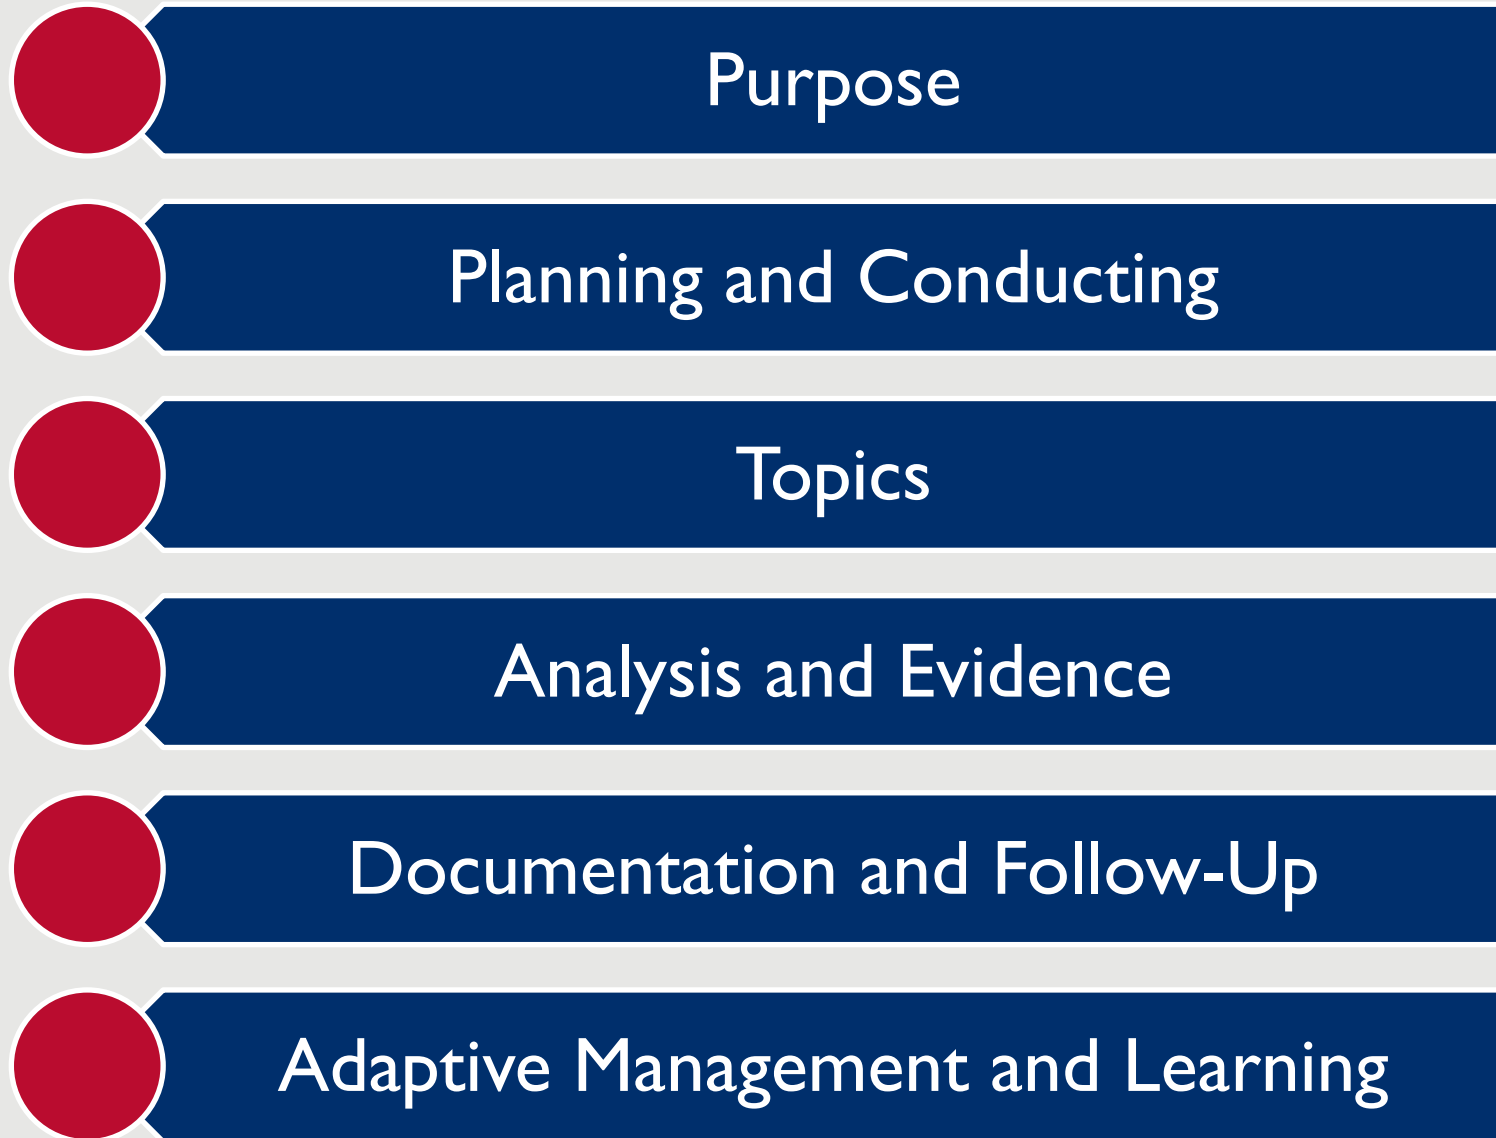 Purpose
Planning and Conducting
Topics
Analysis and Evidence
Documentation and Follow-Up
Adaptive Management and Learning